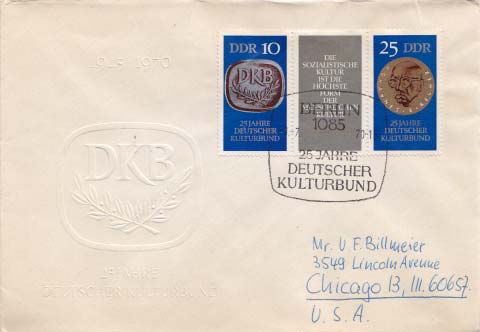 1945-1970
DKB
25 JAHRE
DEUTSCHER KULTURBUND
DDR 10
DKB
25 JAHRE
DEUTSCHER
KULTURBUND
DIE
SOZIALISTISCHE
KULTUR
IST DIE
HÖCHSTE
FORM
DER
KULTUR
25 DDR
25 JAHRE
DEUTSCHER
KULTURBUND
BERLIN
1085
25 JAHRE
DEUTSCHER
KULTURBUND
Mr. V F. Billmeier
3549 Lincoln Avenue
Chicago 13, Ill. 60657.
U. S. A.